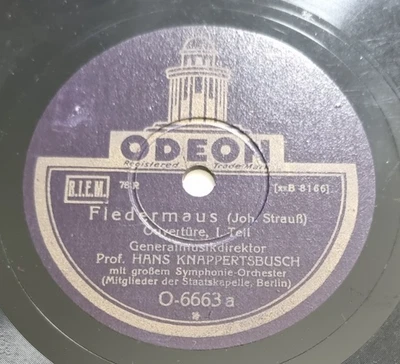 ODEON
Registered Trade-Mark
B.I.E.M. 78 R [xxB 8166]
Fledermaus (Joh. Strauß)
Ouvertüre, I. Teil
Generalmusikdirektor
Prof. HANS KNAPPERTSBUSCH
mit großem Symphonie-Orchester
(Mitglieder der Staatskapelle, Berlin)
O-6663 a